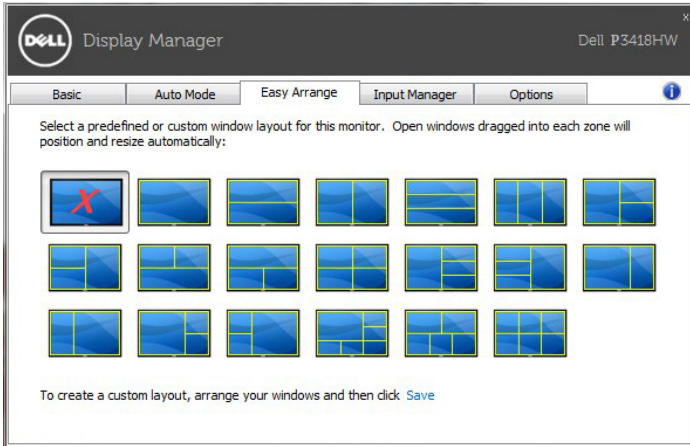 x
DELL Display Manager Dell P3418HW
Basic Auto Mode Easy Arrange Input Manager Options i
Select a predefined or custom window layout for this monitor. Open windows dragged into each zone will
position and resize automatically:
To create a custom layout, arrange your windows and then click Save